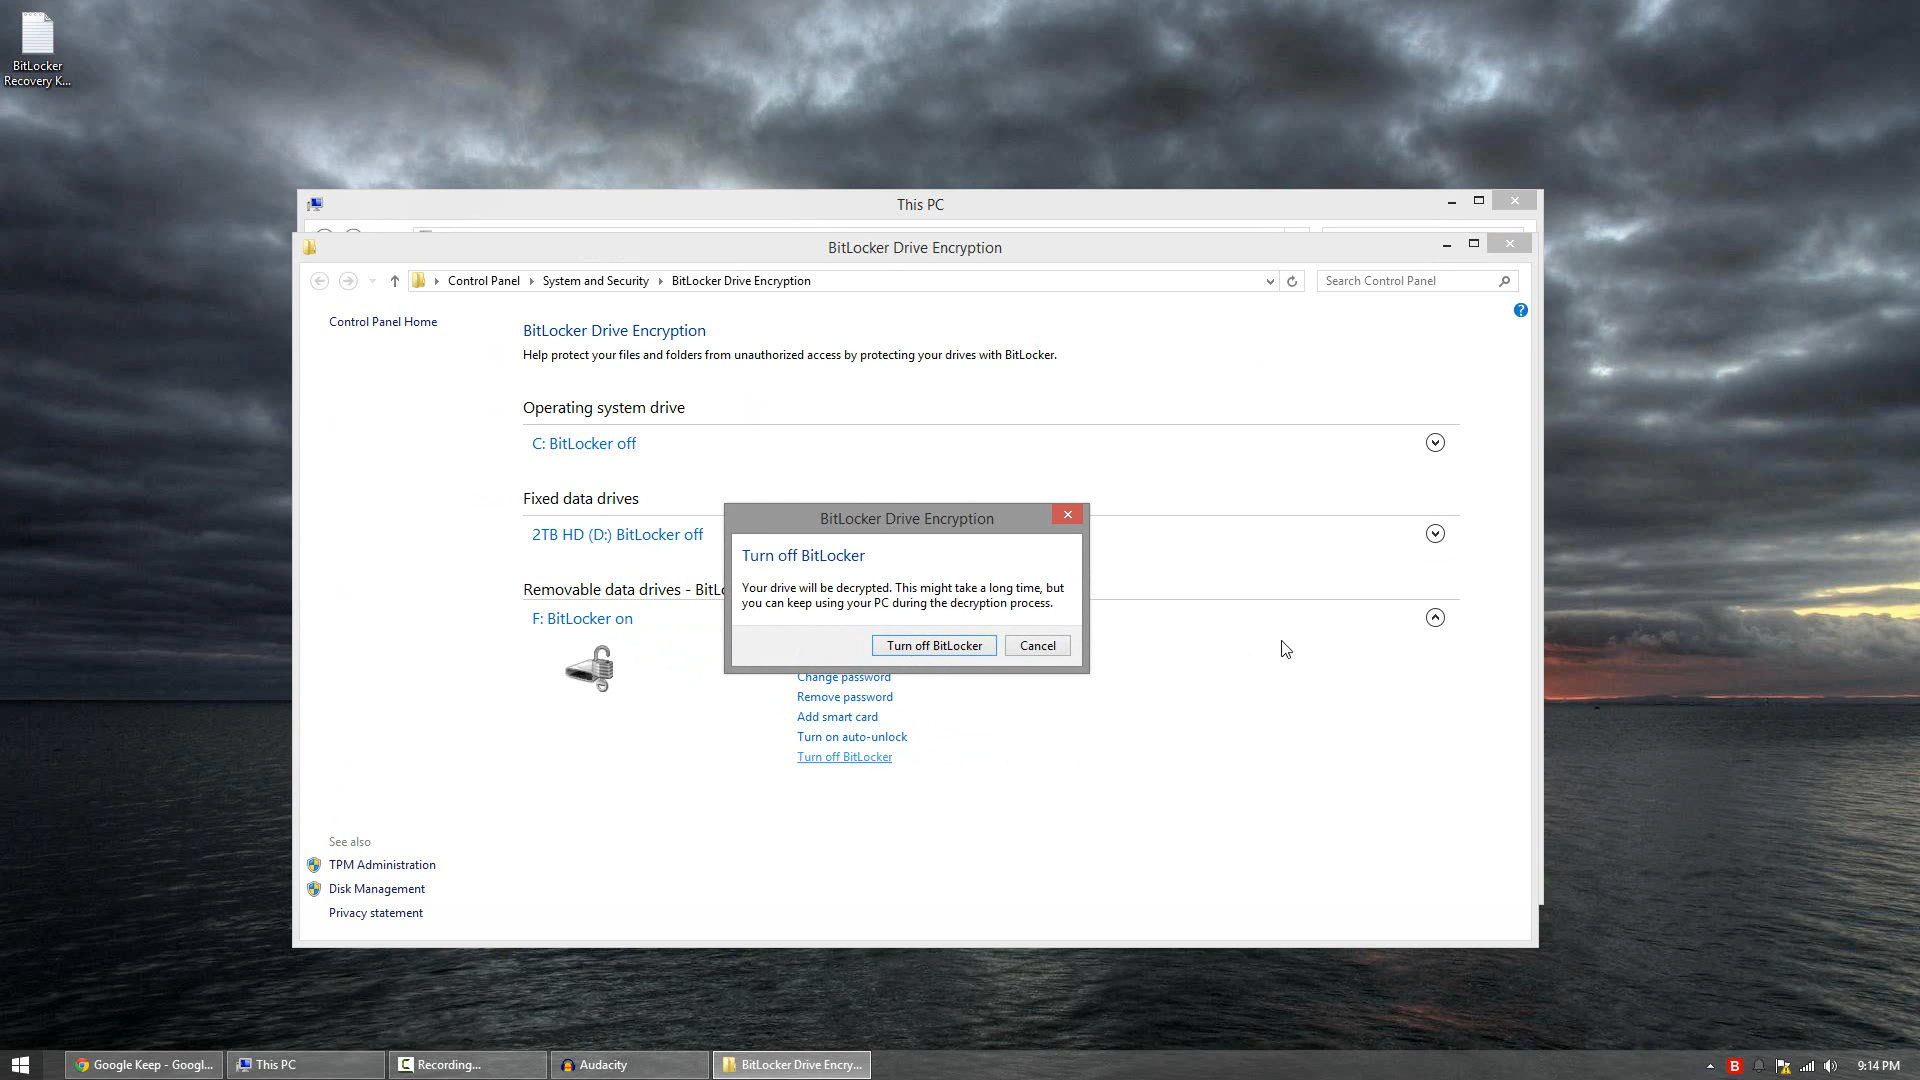 BitLocker
Recovery K...
This PC
BitLocker Drive Encryption
Control Panel
System and Security
BitLocker Drive Encryption
Search Control Panel
Control Panel Home
BitLocker Drive Encryption
Help protect your files and folders from unauthorized access by protecting your drives with BitLocker.
Operating system drive
C: BitLocker off
Fixed data drives
2TB HD (D:) BitLocker off
Removable data drives - BitLo
F: BitLocker on
BitLocker Drive Encryption
Turn off BitLocker
Your drive will be decrypted. This might take a long time, but
you can keep using your PC during the decryption process.
Turn off BitLocker
Cancel
Change password
Remove password
Add smart card
Turn on auto-unlock
Turn off BitLocker
See also
TPM Administration
Disk Management
Privacy statement
Google Keep - Googl...
This PC
Recording...
Audacity
BitLocker Drive Encry...
B
9:14 PM